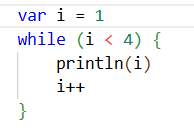 var i = 1
while (i < 4) {
    println(i)
    i++
}